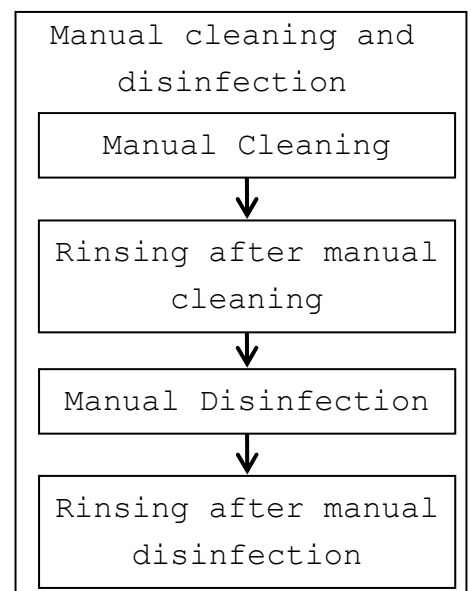 Manual cleaning and
disinfection
Manual Cleaning
Rinsing after manual
cleaning
Manual Disinfection
Rinsing after manual
disinfection